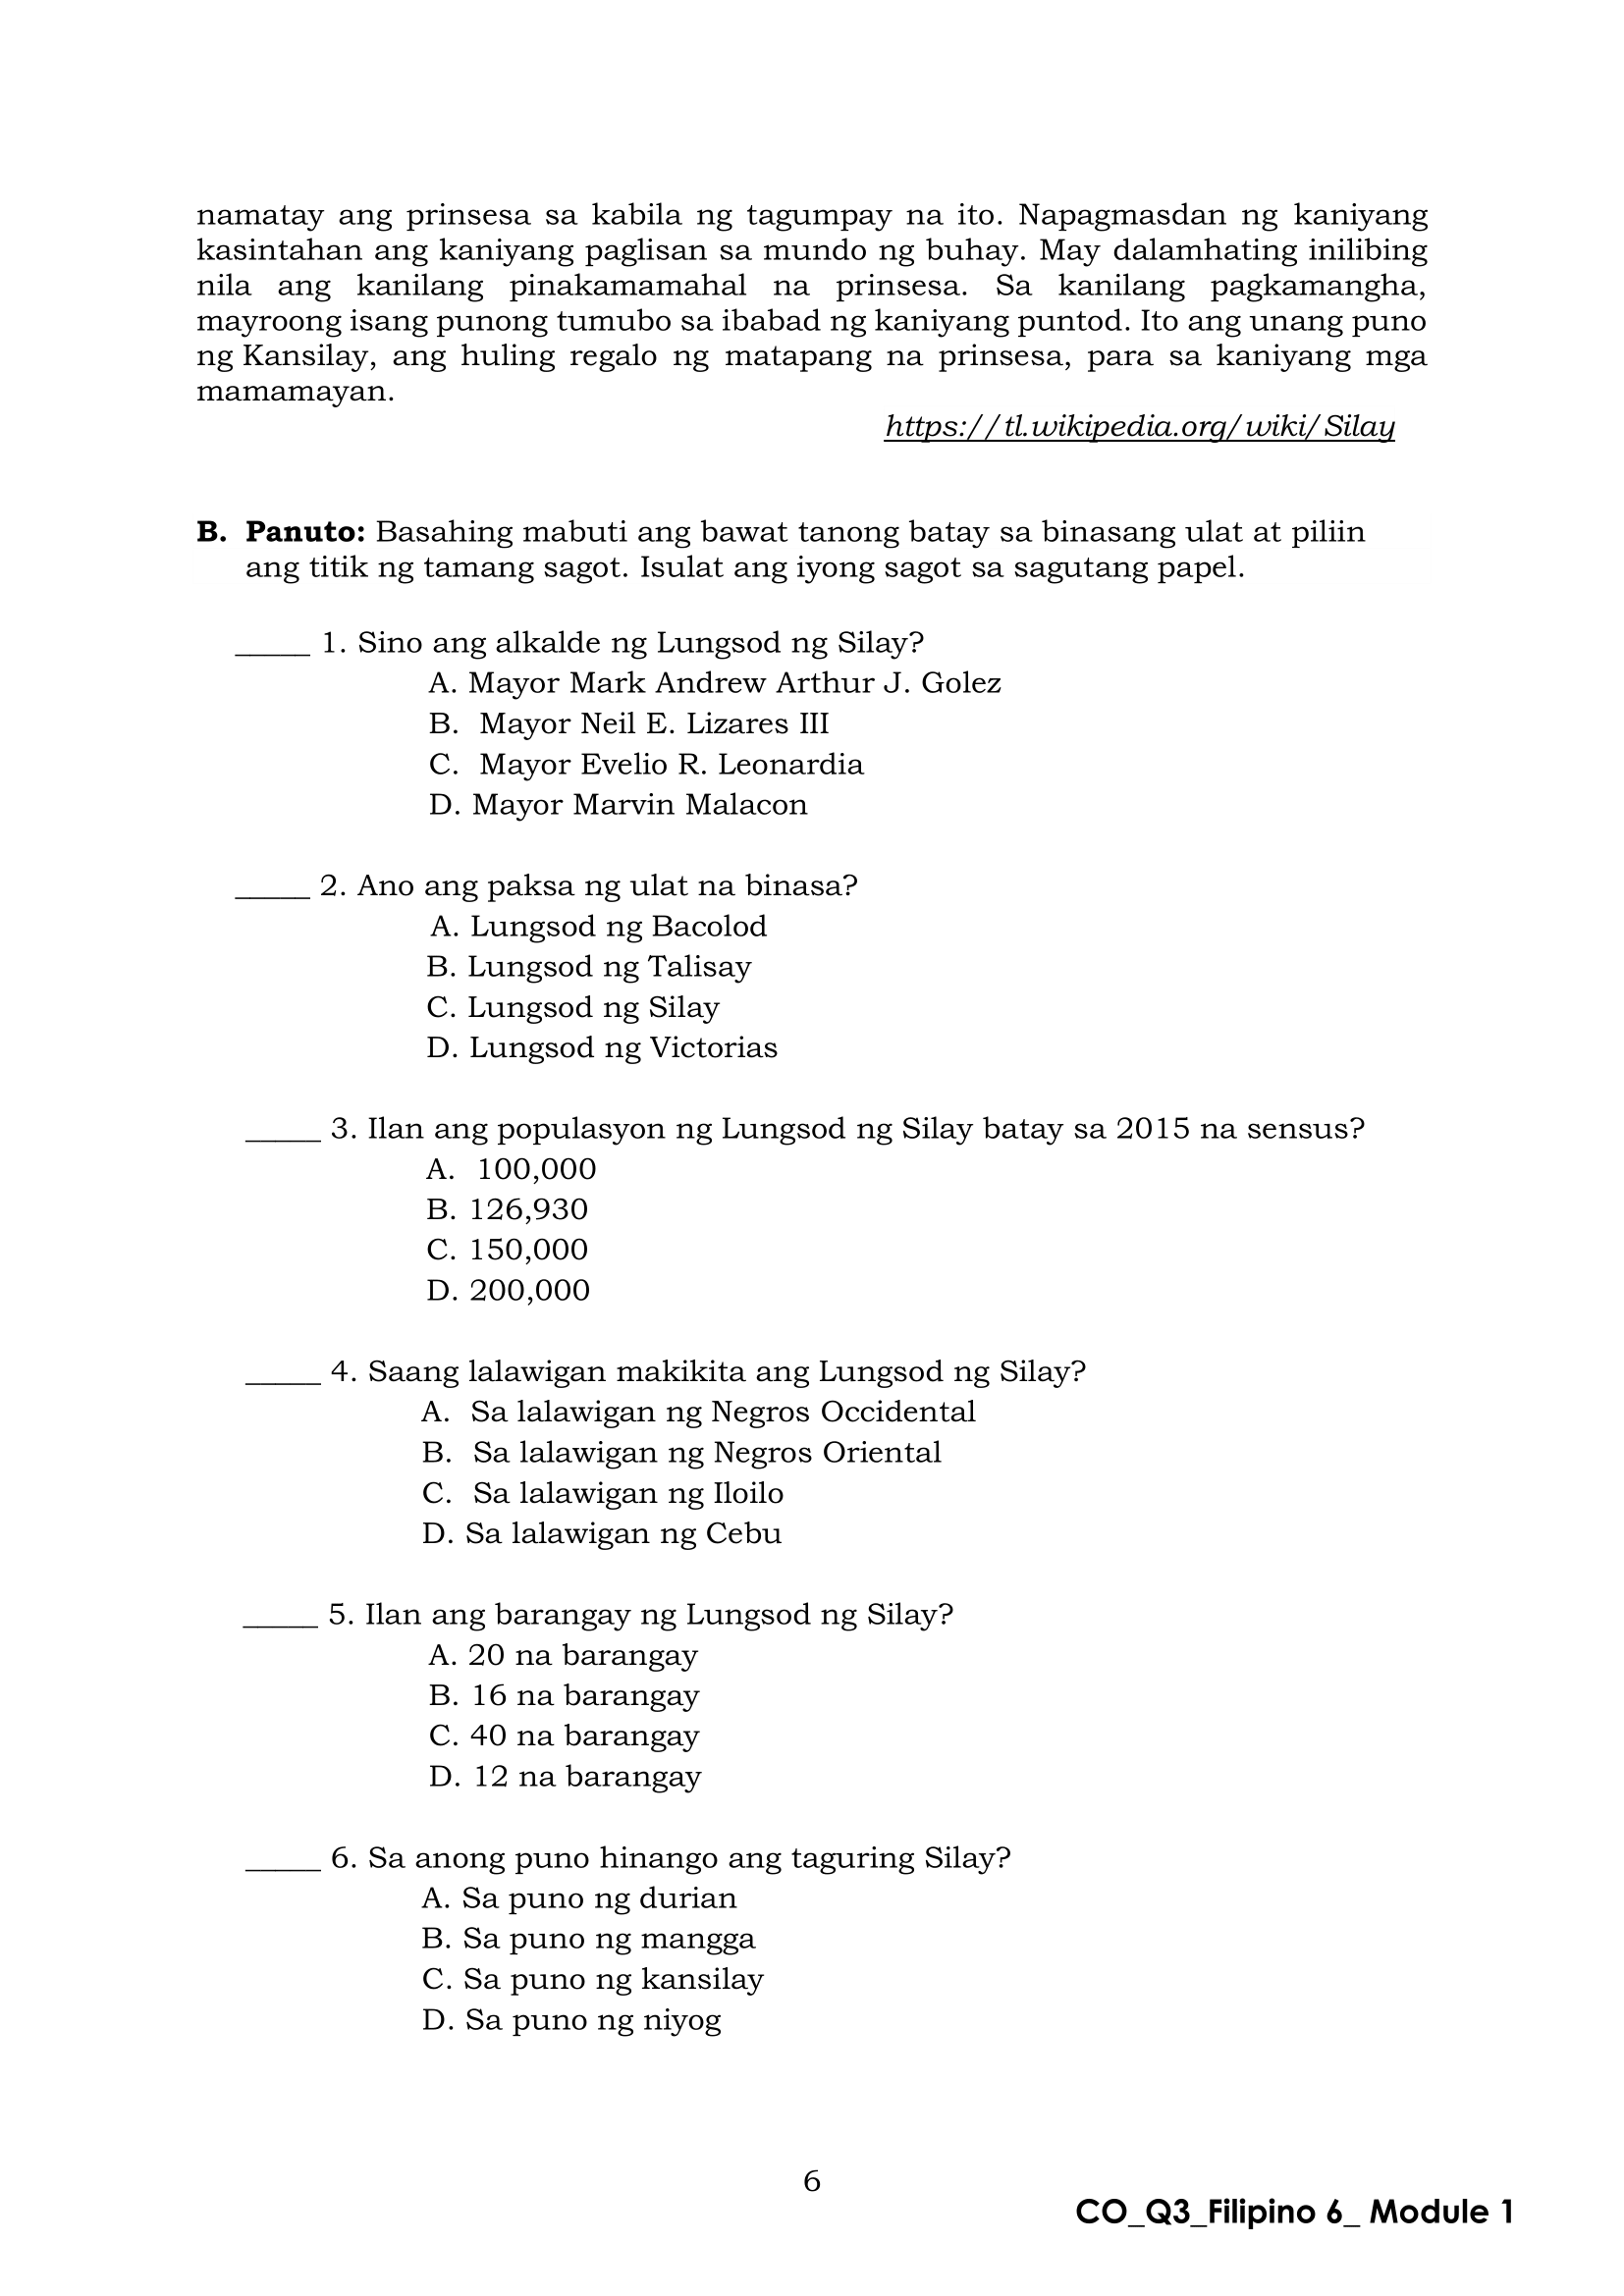 namatay ang prinsesa sa kabila ng tagumpay na ito. Napagmasdan ng kaniyang
kasintahan ang kaniyang paglisan sa mundo ng buhay. May dalamhating inilibing
nila ang kanilang pinakamamahal na prinsesa. Sa kanilang pagkamangha,
mayroong isang punong tumubo sa ibabad ng kaniyang puntod. Ito ang unang puno
ng Kansilay, ang huling regalo ng matapang na prinsesa, para sa kaniyang mga
mamamayan.
https://tl.wikipedia.org/wiki/Silay
B. Panuto: Basahing mabuti ang bawat tanong batay sa binasang ulat at piliin
ang titik ng tamang sagot. Isulat ang iyong sagot sa sagutang papel.
_____ 1. Sino ang alkalde ng Lungsod ng Silay?
A. Mayor Mark Andrew Arthur J. Golez
B. Mayor Neil E. Lizares III
C. Mayor Evelio R. Leonardia
D. Mayor Marvin Malacon
_____ 2. Ano ang paksa ng ulat na binasa?
A. Lungsod ng Bacolod
B. Lungsod ng Talisay
C. Lungsod ng Silay
D. Lungsod ng Victorias
_____ 3. Ilan ang populasyon ng Lungsod ng Silay batay sa 2015 na sensus?
A. 100,000
B. 126,930
C. 150,000
D. 200,000
_____ 4. Saang lalawigan makikita ang Lungsod ng Silay?
A. Sa lalawigan ng Negros Occidental
B. Sa lalawigan ng Negros Oriental
C. Sa lalawigan ng Iloilo
D. Sa lalawigan ng Cebu
_____ 5. Ilan ang barangay ng Lungsod ng Silay?
A. 20 na barangay
B. 16 na barangay
C. 40 na barangay
D. 12 na barangay
_____ 6. Sa anong puno hinango ang taguring Silay?
A. Sa puno ng durian
B. Sa puno ng mangga
C. Sa puno ng kansilay
D. Sa puno ng niyog
6
CO_Q3_Filipino 6_ Module 1